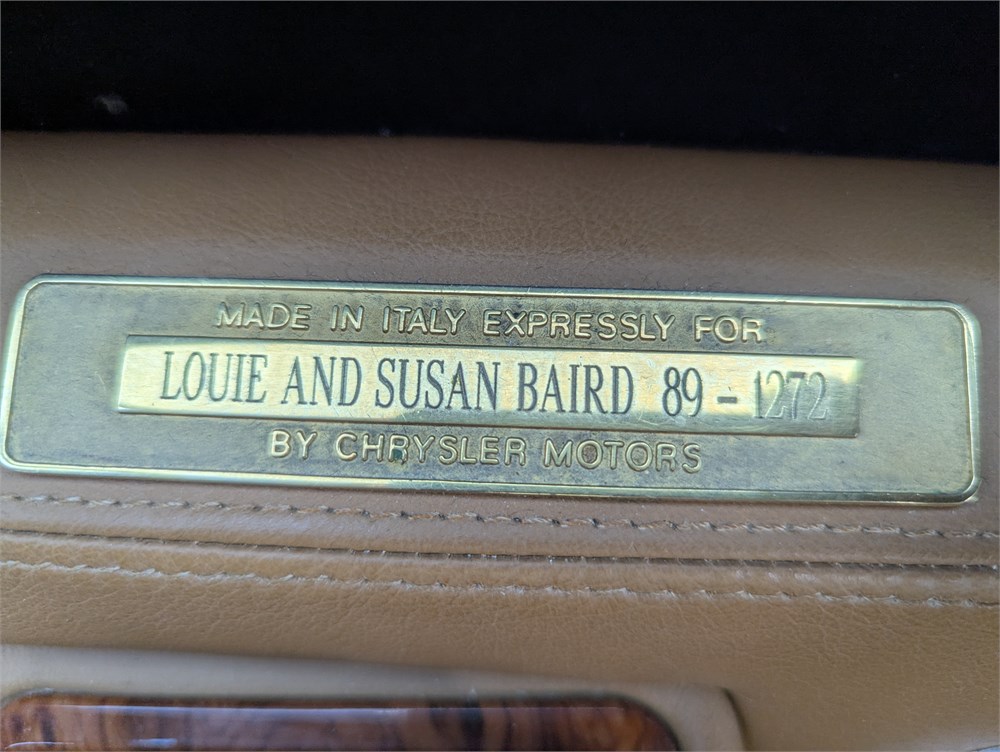 MADE IN ITALY EXPRESSLY FOR
LOUIE AND SUSAN BAIRD 89 - 1272
BY CHRYSLER MOTORS